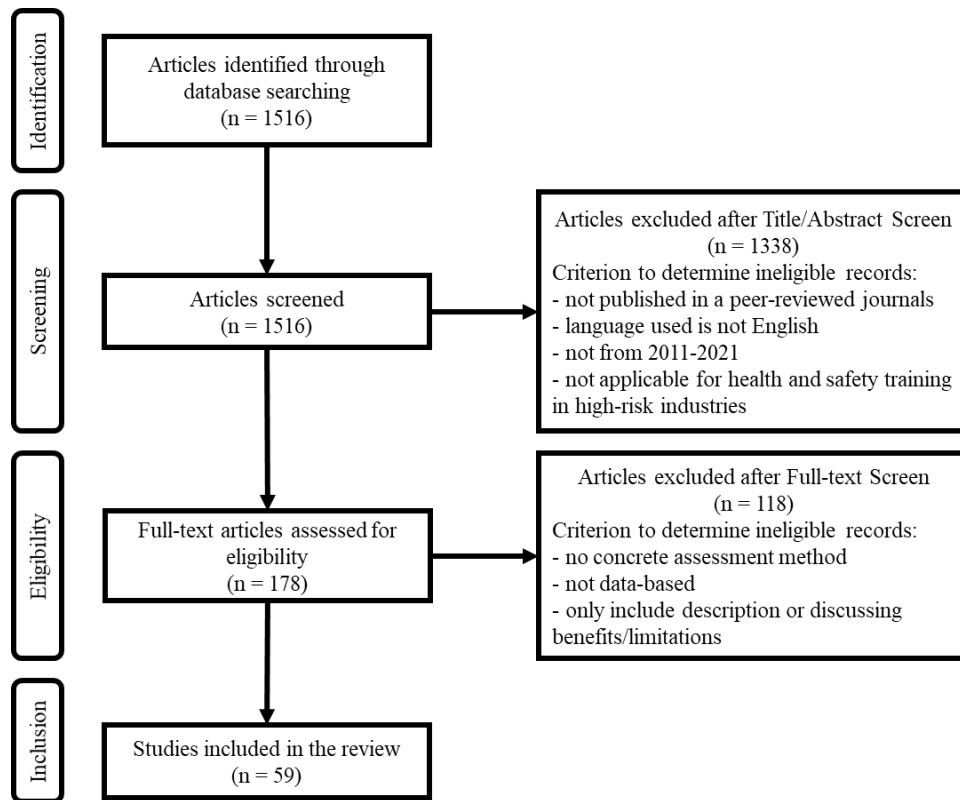 Identification
Articles identified through
database searching
(n = 1516)
Screening
Articles screened
(n = 1516)
Articles excluded after Title/Abstract Screen
(n = 1338)
Criterion to determine ineligible records:
- not published in a peer-reviewed journals
- language used is not English
- not from 2011-2021
- not applicable for health and safety training
in high-risk industries
Eligibility
Full-text articles assessed for
eligibility
(n = 178)
Articles excluded after Full-text Screen
(n = 118)
Criterion to determine ineligible records:
- no concrete assessment method
- not data-based
- only include description or discussing
benefits/limitations
Inclusion
Studies included in the review
(n = 59)